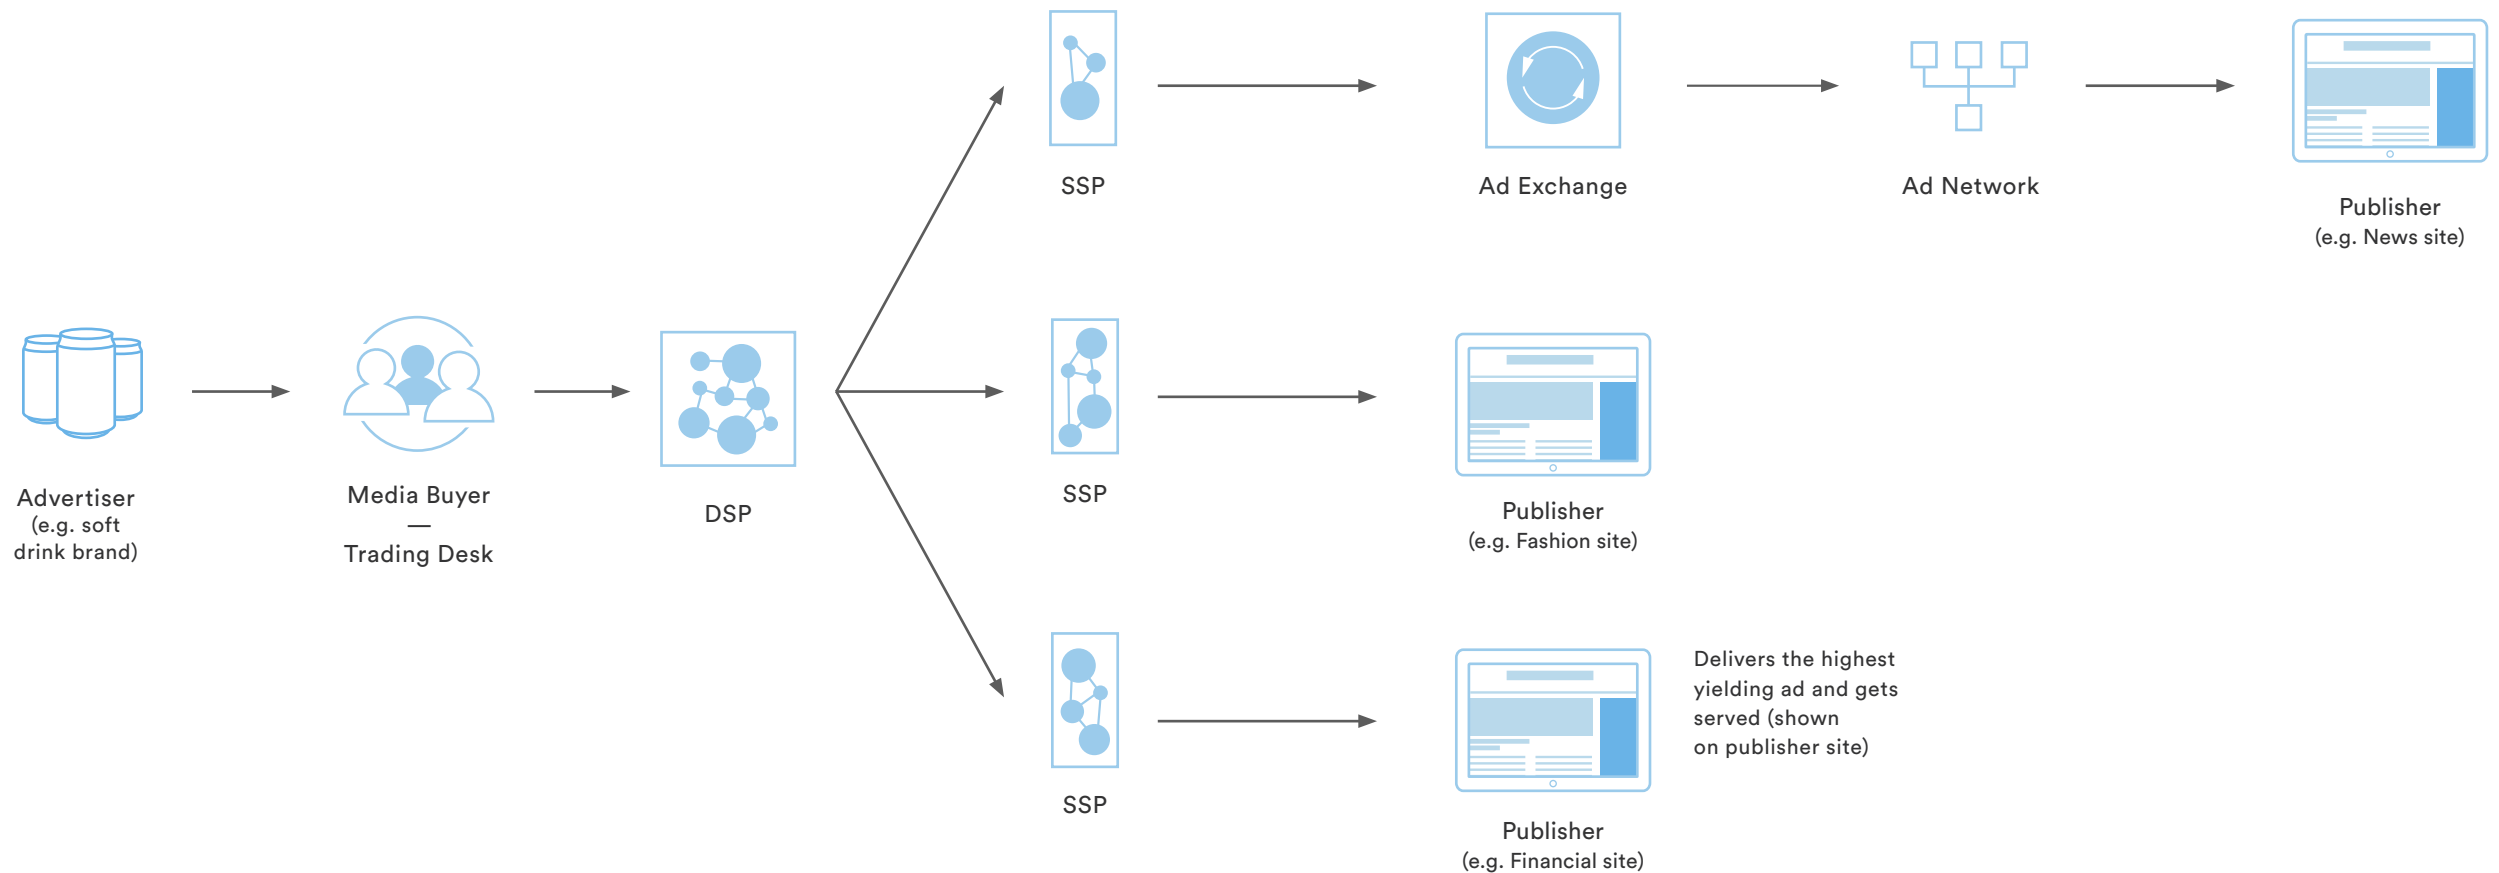 SSP
Ad Exchange
Ad Network
Publisher
(e.g. News site)
Advertiser
(e.g. soft
drink brand)
Media Buyer
—
Trading Desk
DSP
SSP
Publisher
(e.g. Fashion site)
SSP
Publisher
(e.g. Financial site)
Delivers the highest
yielding ad and gets
served (shown
on publisher site)